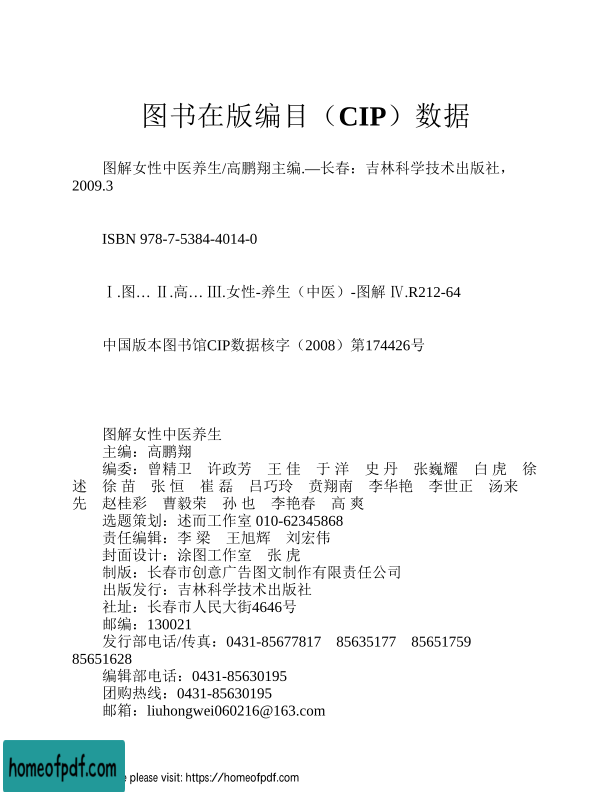 图书在版编目（CIP）数据
图解女性中医养生/高鹏翔主编.—长春：吉林科学技术出版社，
2009.3
ISBN 978-7-5384-4014-0
Ⅰ.图… Ⅱ.高… Ⅲ.女性-养生（中医）-图解 Ⅳ.R212-64
中国版本图书馆CIP数据核字（2008）第174426号
图解女性中医养生
主编：高鹏翔
编委：曾精卫　许政芳　王 佳　于 洋　史 丹　张巍耀　白 虎　徐
述　徐 苗　张 恒　崔 磊　吕巧玲　贲翔南　李华艳　李世正　汤来
先　赵桂彩　曹毅荣　孙 也　李艳春　高 爽
选题策划：述而工作室 010-62345868
责任编辑：李 梁　王旭辉　刘宏伟
封面设计：涂图工作室　张 虎
制版：长春市创意广告图文制作有限责任公司
出版发行：吉林科学技术出版社
社址：长春市人民大街4646号
邮编：130021
发行部电话/传真：0431-85677817　85635177　85651759
85651628
编辑部电话：0431-85630195
团购热线：0431-85630195
邮箱：liuhongwei060216@163.com
homeofpdf.com
please visit: https://homeofpdf.com